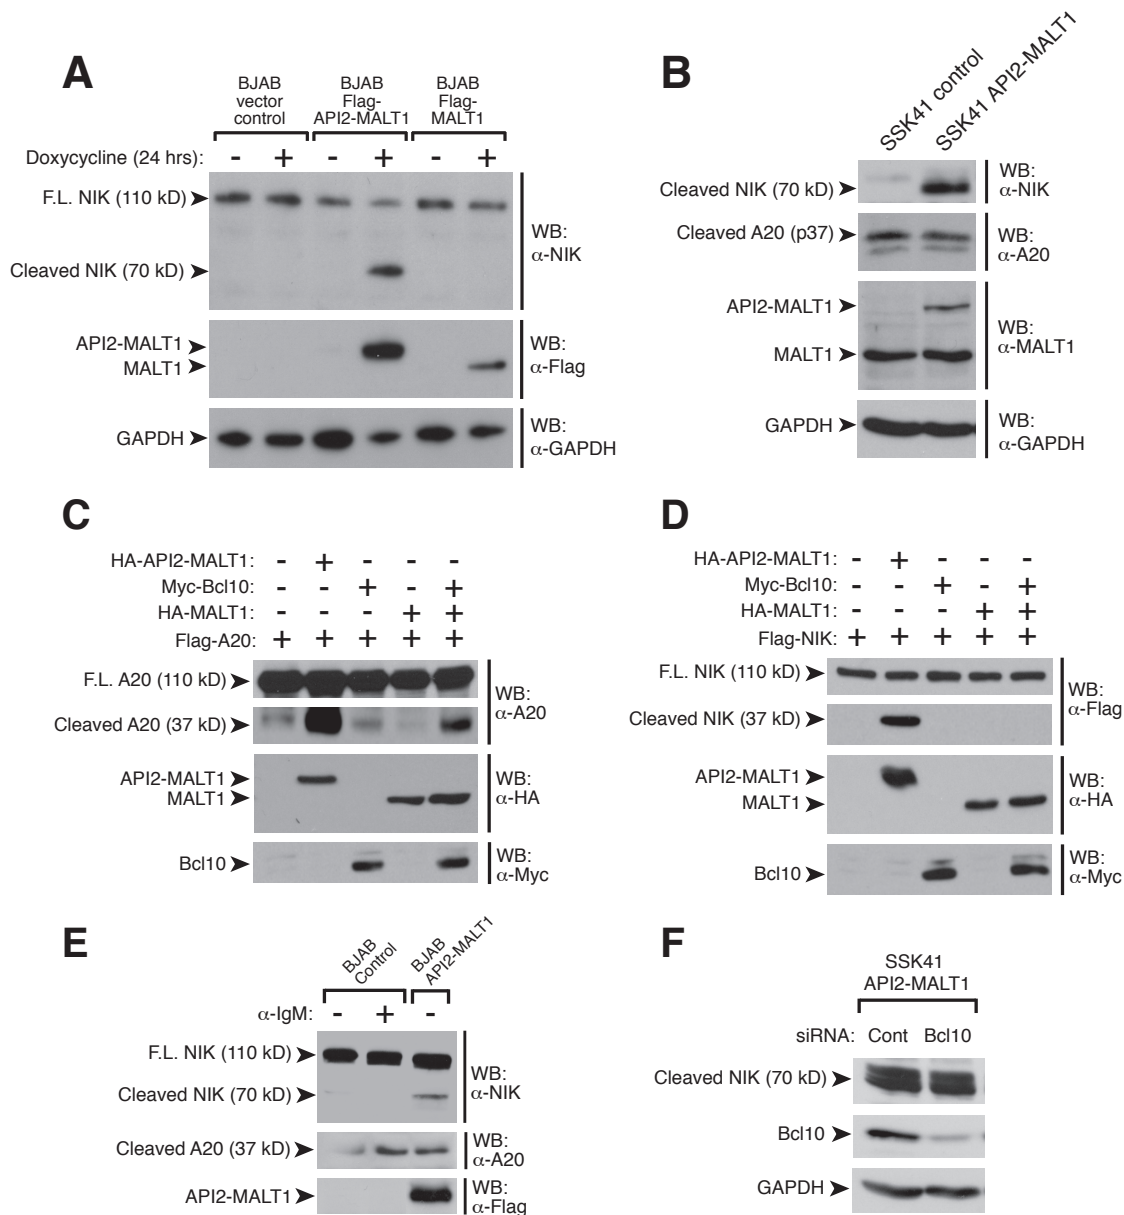 A
BJAB
vector
control
BJAB
Flag-
API2-MALT1
BJAB
Flag-
MALT1
Doxycycline (24 hrs): - + - + - +
F.L. NIK (110 kD)
Cleaved NIK (70 kD)
WB:
α-NIK
API2-MALT1
MALT1
WB:
α-Flag
GAPDH
WB:
α-GAPDH
B
SSK41 control
SSK41 API2-MALT1
Cleaved NIK (70 kD)
WB:
α-NIK
Cleaved A20 (p37)
WB:
α-A20
API2-MALT1
MALT1
WB:
α-MALT1
GAPDH
WB:
α-GAPDH
C
HA-API2-MALT1: - + - - -
Myc-Bcl10: - - + - +
HA-MALT1: - - - + +
Flag-A20: + + + + +
F.L. A20 (110 kD)
Cleaved A20 (37 kD)
WB:
α-A20
API2-MALT1
MALT1
WB:
α-HA
Bcl10
WB:
α-Myc
D
HA-API2-MALT1: - + - - -
Myc-Bcl10: - - + - +
HA-MALT1: - - - + +
Flag-NIK: + + + + +
F.L. NIK (110 kD)
Cleaved NIK (37 kD)
WB:
α-Flag
API2-MALT1
MALT1
WB:
α-HA
Bcl10
WB:
α-Myc
E
BJAB
Control
BJAB
API2-MALT1
α-IgM: - + -
F.L. NIK (110 kD)
Cleaved NIK (70 kD)
WB:
α-NIK
Cleaved A20 (37 kD)
WB:
α-A20
API2-MALT1
WB:
α-Flag
F
SSK41
API2-MALT1
siRNA: Cont Bcl10
Cleaved NIK (70 kD)
Bcl10
GAPDH